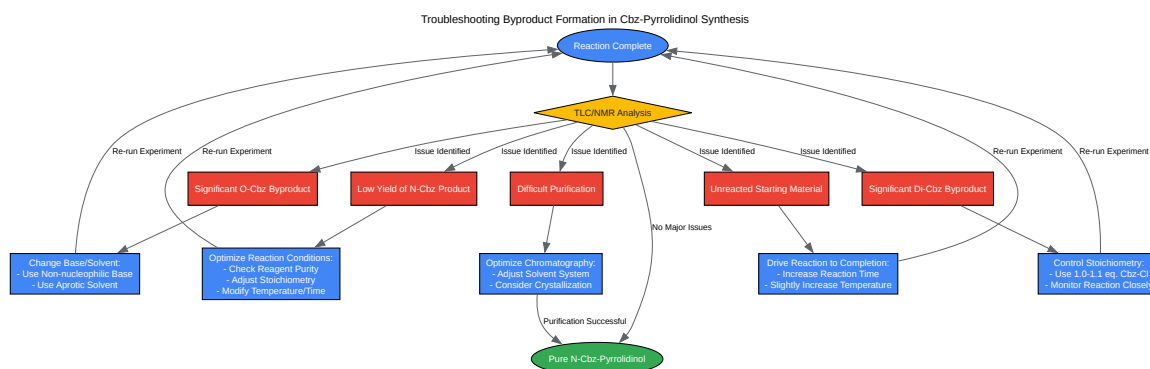 Troubleshooting Byproduct Formation in Cbz-Pyrrolidinol Synthesis
Reaction Complete
TLC/NMR Analysis
Re-run Experiment
Re-run Experiment
Issue Identified
Issue Identified
Issue Identified
Issue Identified
Issue Identified
Re-run Experiment
Re-run Experiment
Significant O-Cbz Byproduct
Low Yield of N-Cbz Product
Difficult Purification
Unreacted Starting Material
Significant Di-Cbz Byproduct
No Major Issues
Change Base/Solvent:
- Use Non-nucleophilic Base
- Use Aprotic Solvent
Optimize Reaction Conditions:
- Check Reagent Purity
- Adjust Stoichiometry
- Modify Temperature/Time
Optimize Chromatography:
- Adjust Solvent System
- Consider Crystallization
Drive Reaction to Completion:
- Increase Reaction Time
- Slightly Increase Temperature
Control Stoichiometry:
- Use 1.0-1.1 eq. Cbz-Cl
- Monitor Reaction Closely
Purification Successful
Pure N-Cbz-Pyrrolidinol